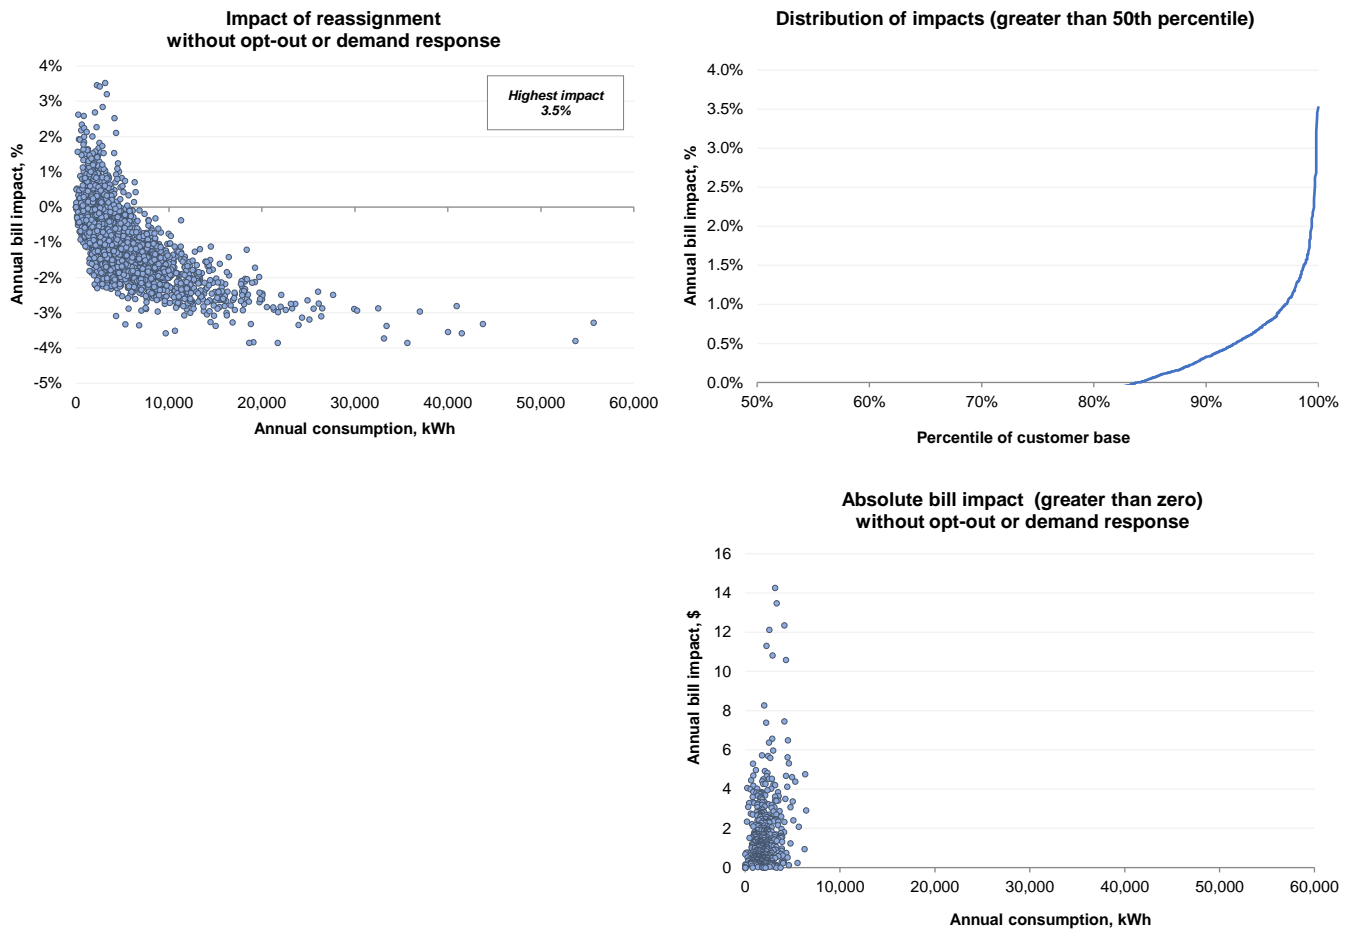 Impact of reassignment
without opt-out or demand response
4%
3%
2%
1%
0%
-1%
-2%
-3%
-4%
-5%
Annual bill impact, %
Highest impact
3.5%
0 10,000 20,000 30,000 40,000 50,000 60,000
Annual consumption, kWh
Distribution of impacts (greater than 50th percentile)
4.0%
3.5%
3.0%
2.5%
2.0%
1.5%
1.0%
0.5%
0.0%
Annual bill impact, %
50% 60% 70% 80% 90% 100%
Percentile of customer base
Absolute bill impact  (greater than zero)
without opt-out or demand response
16
14
12
10
8
6
4
2
0
Annual bill impact, $
0 10,000 20,000 30,000 40,000 50,000 60,000
Annual consumption, kWh